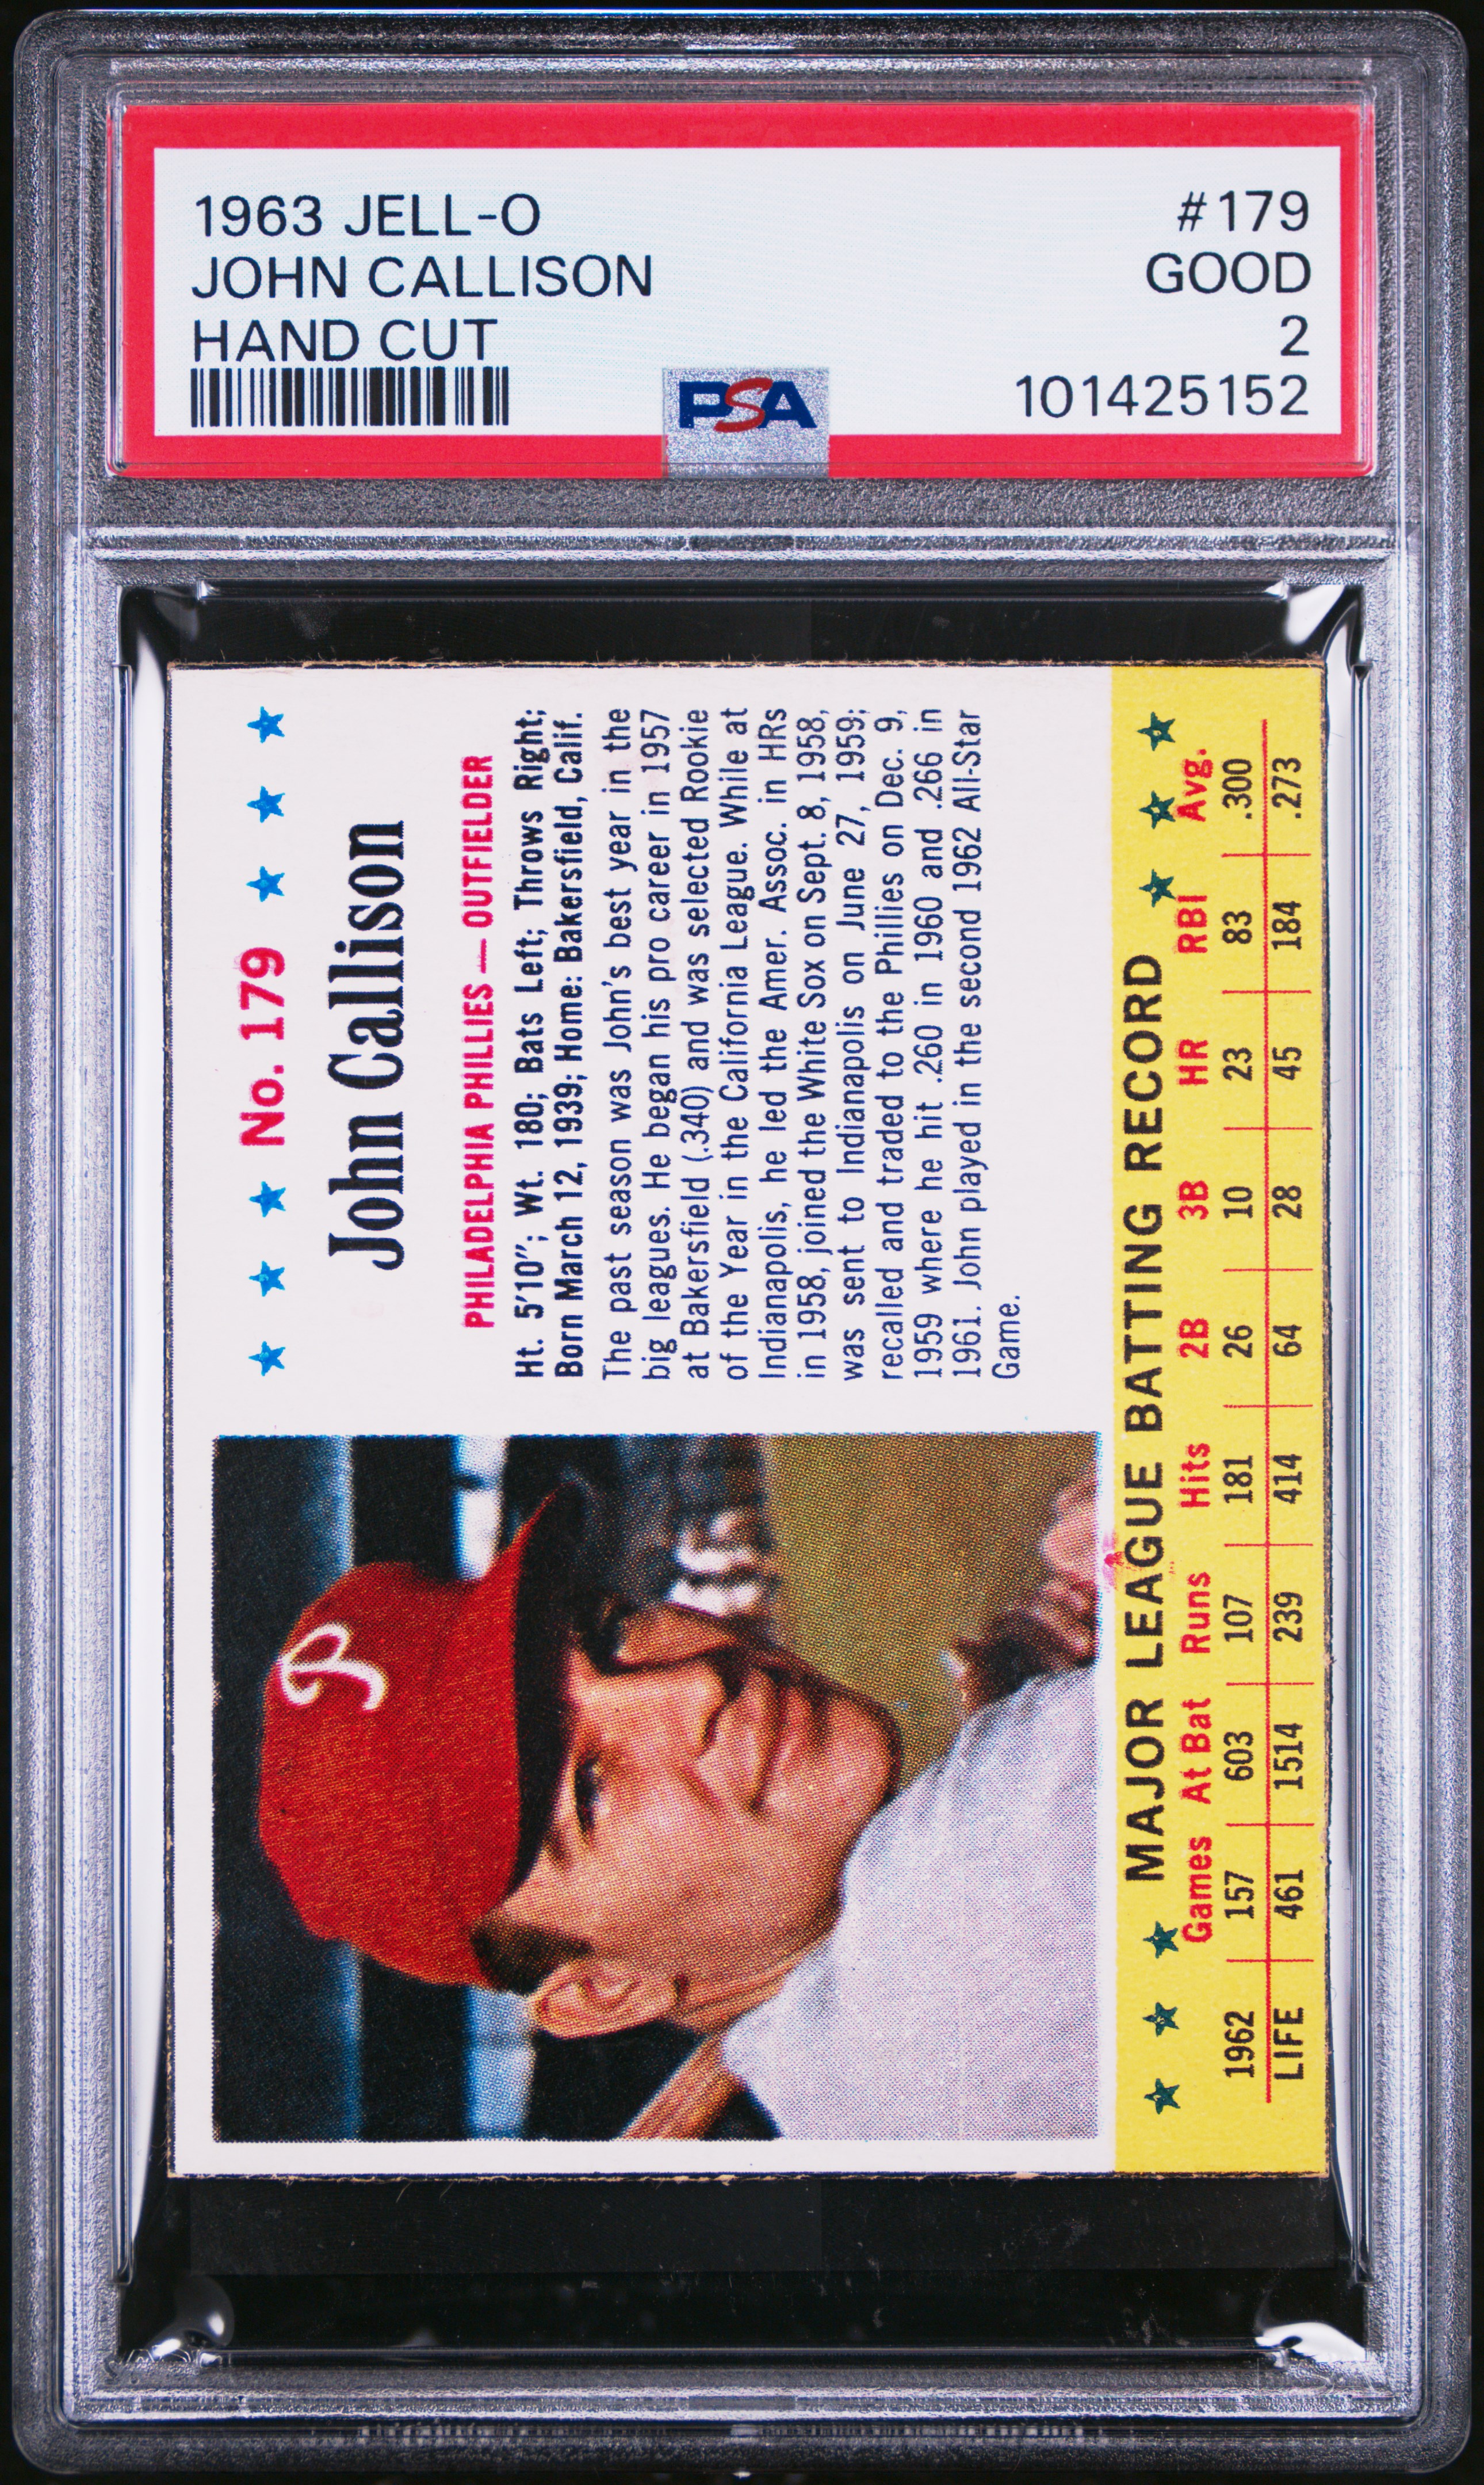 1963 JELL-O #179
JOHN CALLISON GOOD
HAND CUT 2
PSA 101425152
No. 179
John Callison
PHILADELPHIA PHILLIES — OUTFIELDER
Ht. 5'10"; Wt. 180; Bats Left; Throws Right;
Born March 12, 1939; Home: Bakersfield, Calif.
The past season was John's best year in the
big leagues. He began his pro career in 1957
at Bakersfield (.340) and was selected Rookie
of the Year in the California League. While at
Indianapolis, he led the Amer. Assoc. in HRs
in 1958, joined the White Sox on Sept. 8, 1958,
was sent to Indianapolis on June 27, 1959;
recalled and traded to the Phillies on Dec. 9,
1959 where he hit .260 in 1960 and .266 in
1961. John played in the second 1962 All-Star
Game.
P
MAJOR LEAGUE BATTING RECORD
Games At Bat Runs Hits 2B 3B HR RBI Avg.
1962 157 603 107 181 26 10 23 83 .300
LIFE 461 1514 239 414 64 28 45 184 .273